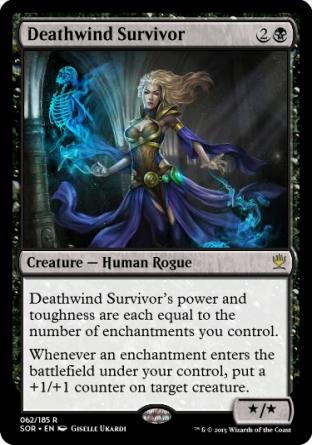 Deathwind Survivor 2
Creature — Human Rogue
Deathwind Survivor's power and
toughness are each equal to the
number of enchantments you control.
Whenever an enchantment enters the
battlefield under your control, put a
+1/+1 counter on target creature.
★/★
062/185 R
SOR • EN Giselle Ukardi
™ & © 2015 Wizards of the Coast